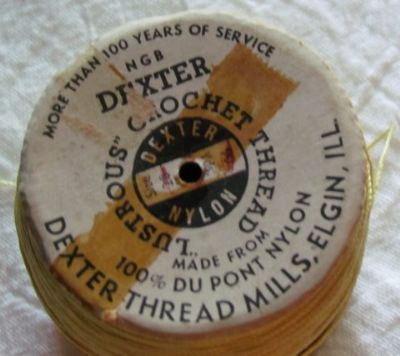 MORE THAN 100 YEARS OF SERVICE
NGB
DEXTER
"LUSTROUS" CROCHET THREAD
DEXTER
NYLON
MADE FROM
100% DU PONT NYLON
DEXTER THREAD MILLS, ELGIN, ILL.